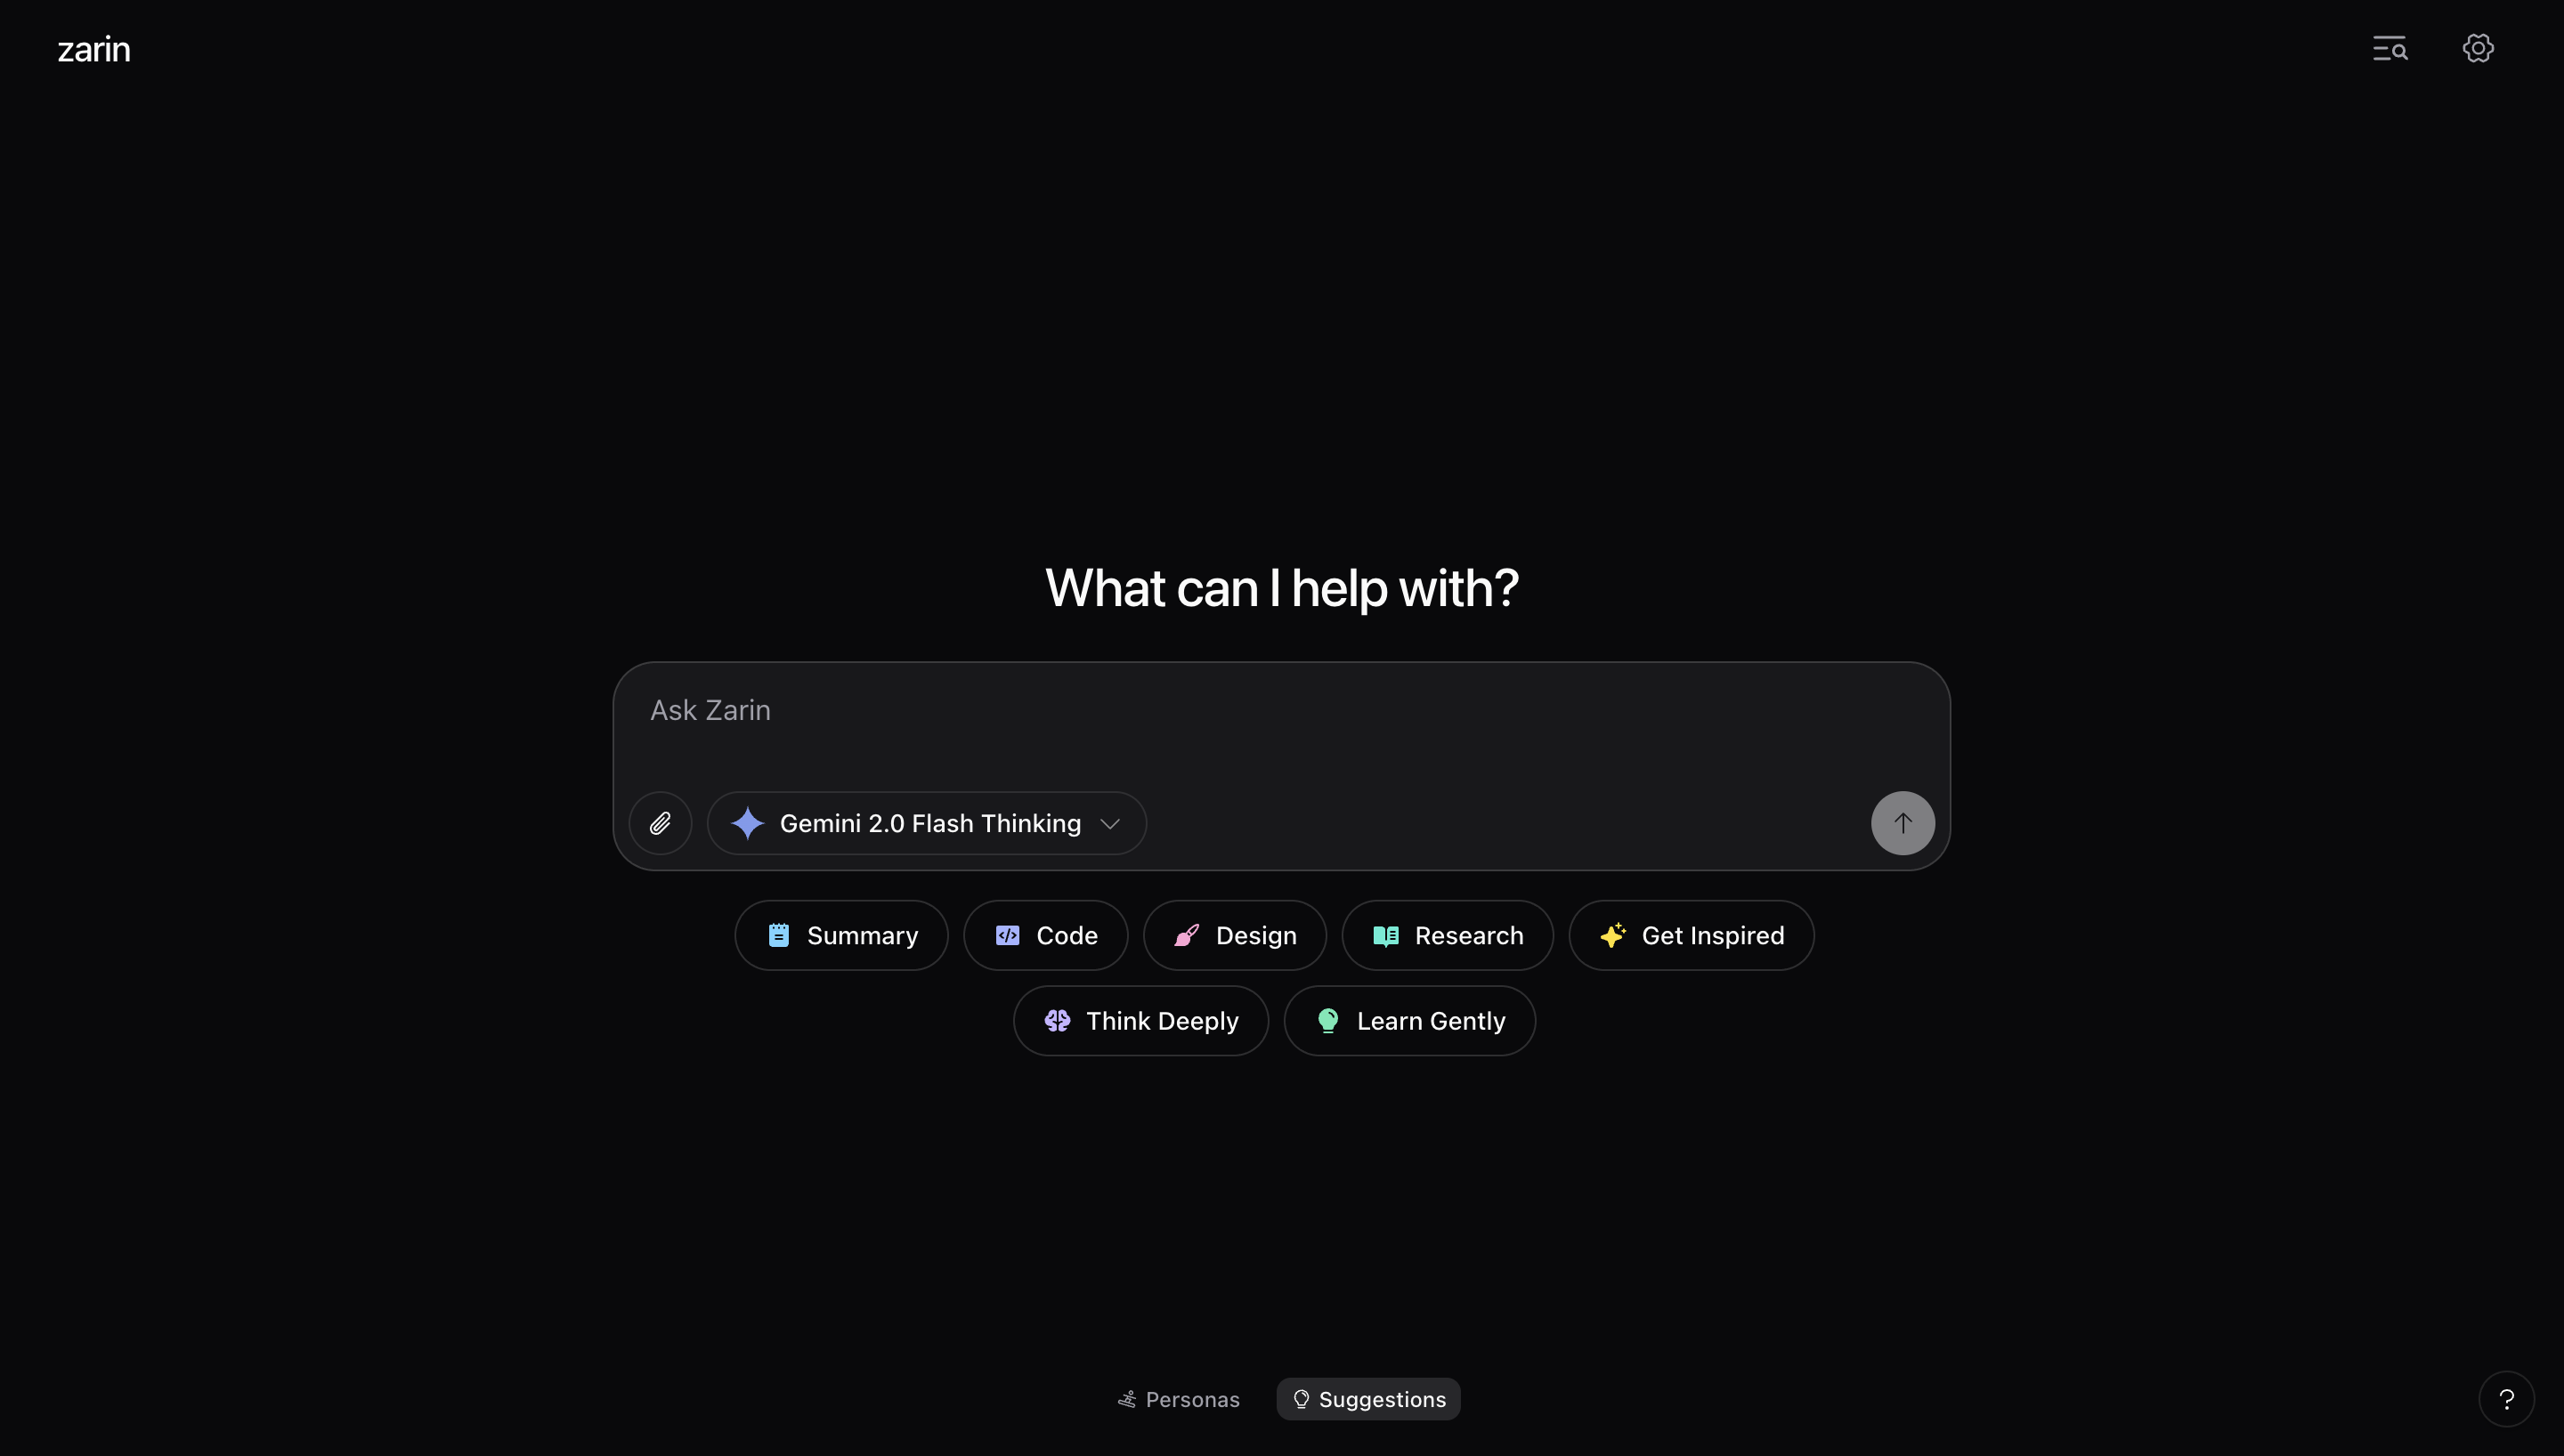 zarin
What can I help with?
Ask Zarin
Gemini 2.0 Flash Thinking
Summary
Code
Design
Research
Get Inspired
Think Deeply
Learn Gently
Personas
Suggestions
?